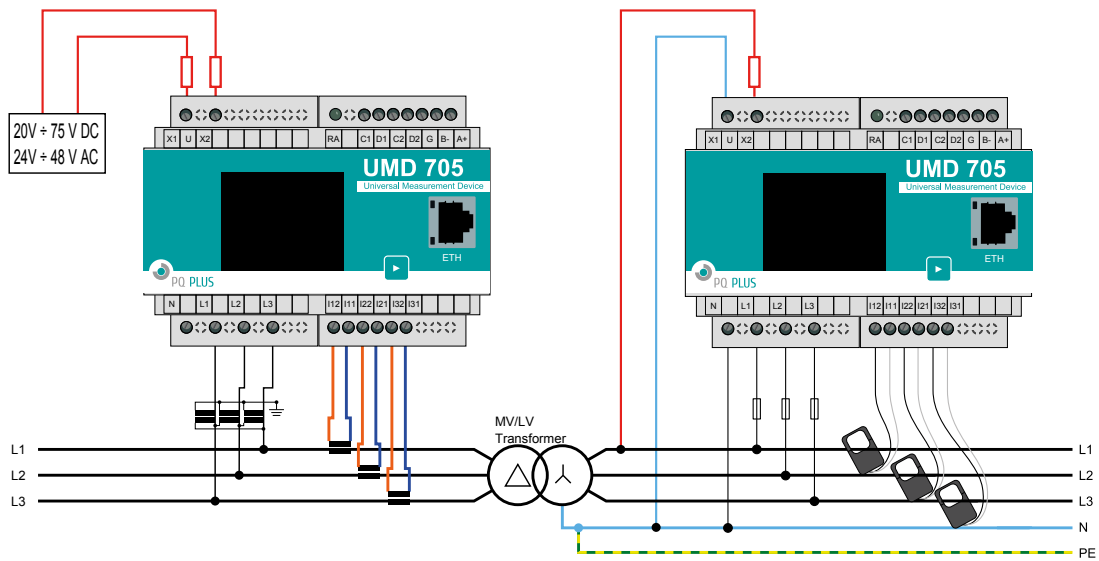 20V ÷ 75 V DC
24V ÷ 48 V AC
X1 U X2 RA C1 D1 C2 D2 G B- A+
UMD 705
Universal Measurement Device
ETH
PQ PLUS
N L1 L2 L3 I12 I11 I22 I21 I32 I31
X1 U X2 RA C1 D1 C2 D2 G B- A+
UMD 705
Universal Measurement Device
ETH
PQ PLUS
N L1 L2 L3 I12 I11 I22 I21 I32 I31
MV/LV
Transformer
L1
L2
L3
L1
L2
L3
N
PE